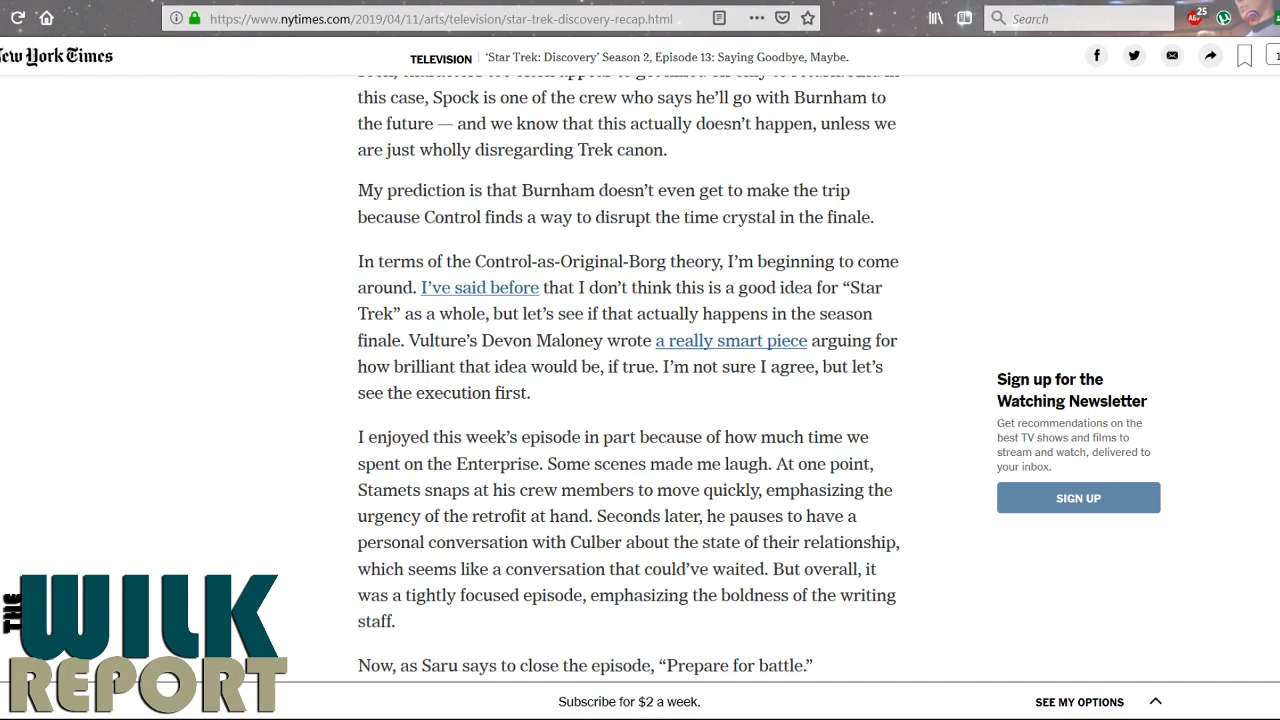 https://www.nytimes.com/2019/04/11/arts/television/star-trek-discovery-recap.html
Search
25
New York Times
TELEVISION
‘Star Trek: Discovery’ Season 2, Episode 13: Saying Goodbye, Maybe.
this case, Spock is one of the crew who says he’ll go with Burnham to
the future — and we know that this actually doesn’t happen, unless we
are just wholly disregarding Trek canon.
My prediction is that Burnham doesn’t even get to make the trip
because Control finds a way to disrupt the time crystal in the finale.
In terms of the Control-as-Original-Borg theory, I’m beginning to come
around. I’ve said before that I don’t think this is a good idea for “Star
Trek” as a whole, but let’s see if that actually happens in the season
finale. Vulture’s Devon Maloney wrote a really smart piece arguing for
how brilliant that idea would be, if true. I’m not sure I agree, but let’s
see the execution first.
I enjoyed this week’s episode in part because of how much time we
spent on the Enterprise. Some scenes made me laugh. At one point,
Stamets snaps at his crew members to move quickly, emphasizing the
urgency of the retrofit at hand. Seconds later, he pauses to have a
personal conversation with Culber about the state of their relationship,
which seems like a conversation that could’ve waited. But overall, it
was a tightly focused episode, emphasizing the boldness of the writing
staff.
Now, as Saru says to close the episode, “Prepare for battle.”
Sign up for the
Watching Newsletter
Get recommendations on the
best TV shows and films to
stream and watch, delivered to
your inbox.
SIGN UP
THE
WILK
REPORT
Subscribe for $2 a week.
SEE MY OPTIONS